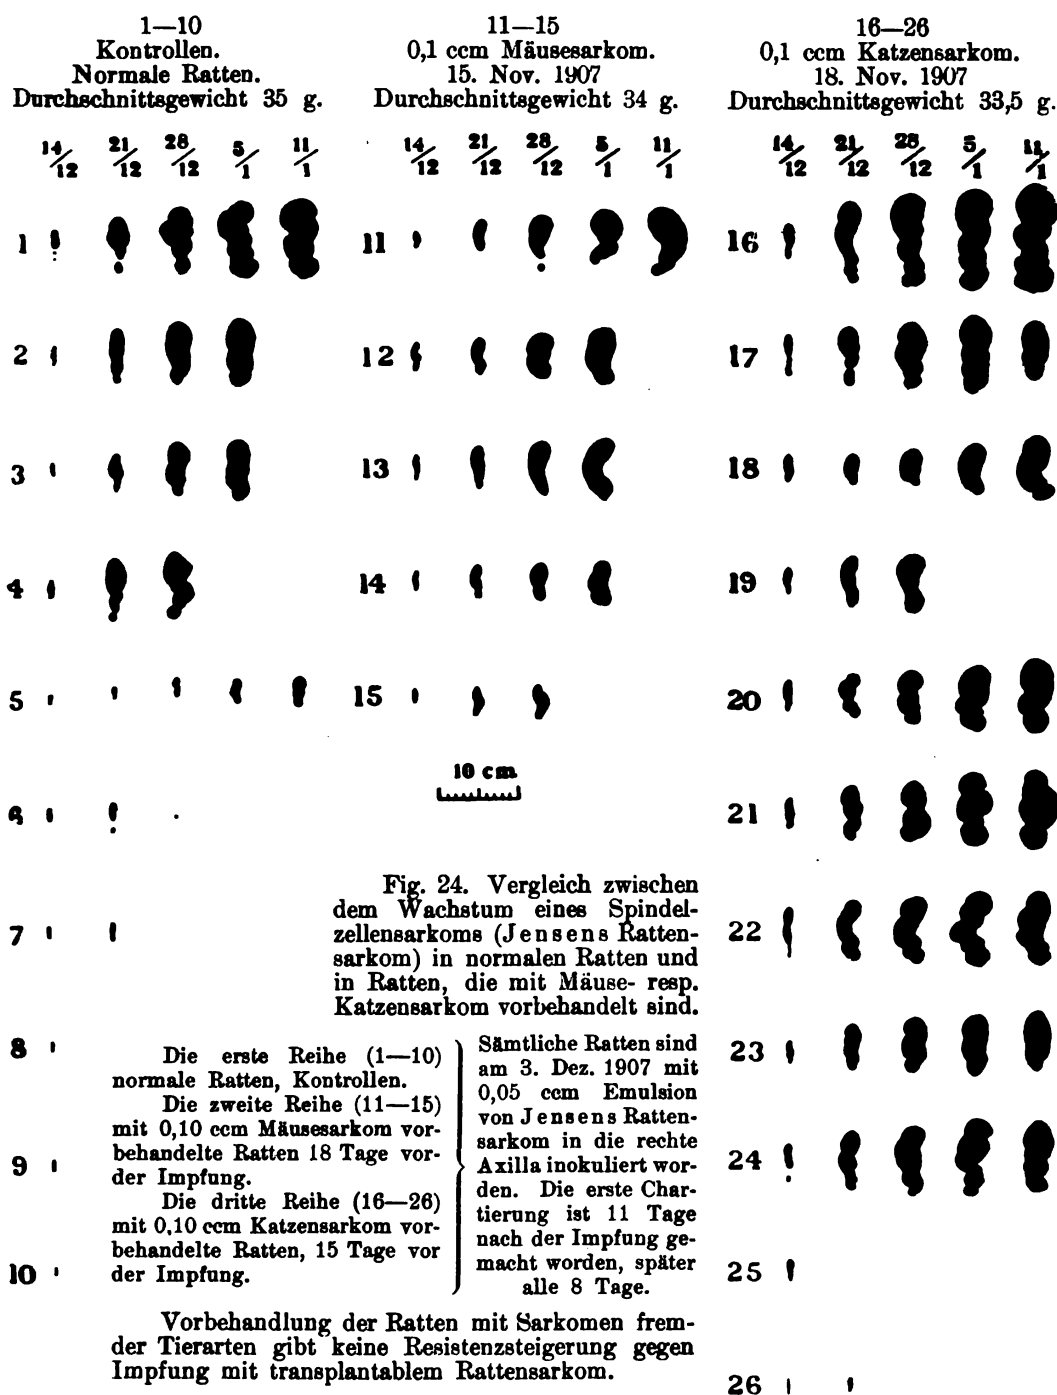 1—10
Kontrollen.
Normale Ratten.
Durchschnittsgewicht 35 g.
14/12 21/12 28/12 5/1 11/1
1
2
3
4
5
6
7
8
9
10
11—15
0,1 ccm Mäusesarkom.
15. Nov. 1907
Durchschnittsgewicht 34 g.
14/12 21/12 28/12 5/1 11/1
11
12
13
14
15
10 cm
16—26
0,1 ccm Katzensarkom.
18. Nov. 1907
Durchschnittsgewicht 33,5 g.
14/12 21/12 28/12 5/1 11/1
16
17
18
19
20
21
22
23
24
25
26
Fig. 24. Vergleich zwischen
dem Wachstum eines Spindel-
zellensarkoms (Jensens Ratten-
sarkom) in normalen Ratten und
in Ratten, die mit Mäuse- resp.
Katzensarkom vorbehandelt sind.
Die erste Reihe (1—10)
normale Ratten, Kontrollen.
Die zweite Reihe (11—15)
mit 0,10 ccm Mäusesarkom vor-
behandelte Ratten 18 Tage vor
der Impfung.
Die dritte Reihe (16—26)
mit 0,10 ccm Katzensarkom vor-
behandelte Ratten, 15 Tage vor
der Impfung.
Sämtliche Ratten sind
am 3. Dez. 1907 mit
0,05 ccm Emulsion
von Jensens Ratten-
sarkom in die rechte
Axilla inokuliert wor-
den. Die erste Char-
tierung ist 11 Tage
nach der Impfung ge-
macht worden, später
alle 8 Tage.
Vorbehandlung der Ratten mit Sarkomen frem-
der Tierarten gibt keine Resistenzsteigerung gegen
Impfung mit transplantablem Rattensarkom.